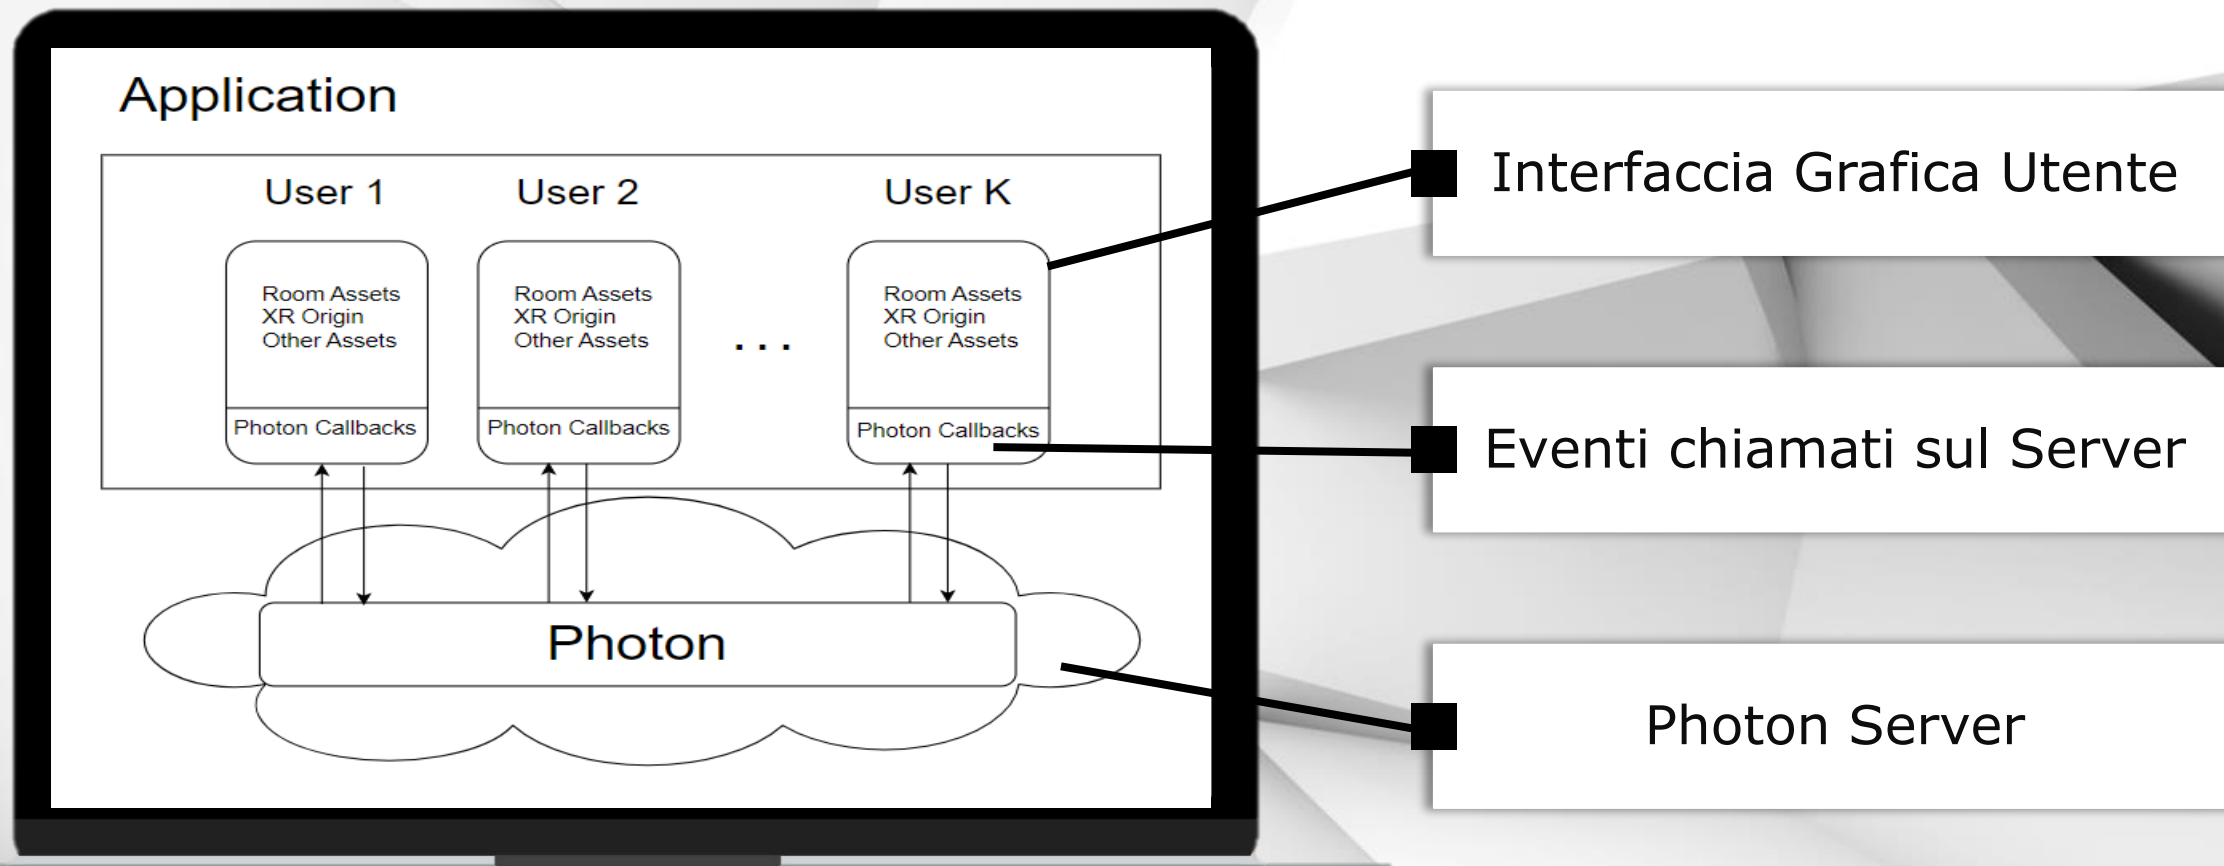 Application
User 1
User 2
User K
Room Assets
XR Origin
Other Assets
Photon Callbacks
Room Assets
XR Origin
Other Assets
Photon Callbacks
...
Room Assets
XR Origin
Other Assets
Photon Callbacks
Photon
Interfaccia Grafica Utente
Eventi chiamati sul Server
Photon Server